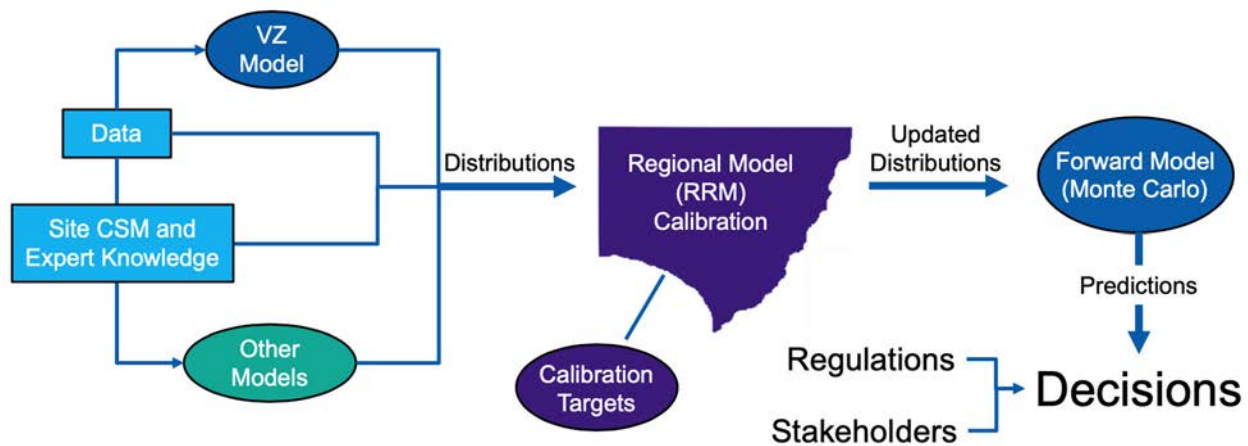 VZ
Model
Data
Site CSM and
Expert Knowledge
Other
Models
Distributions
Regional Model
(RRM)
Calibration
Calibration
Targets
Updated
Distributions
Forward Model
(Monte Carlo)
Predictions
Regulations
Stakeholders
Decisions